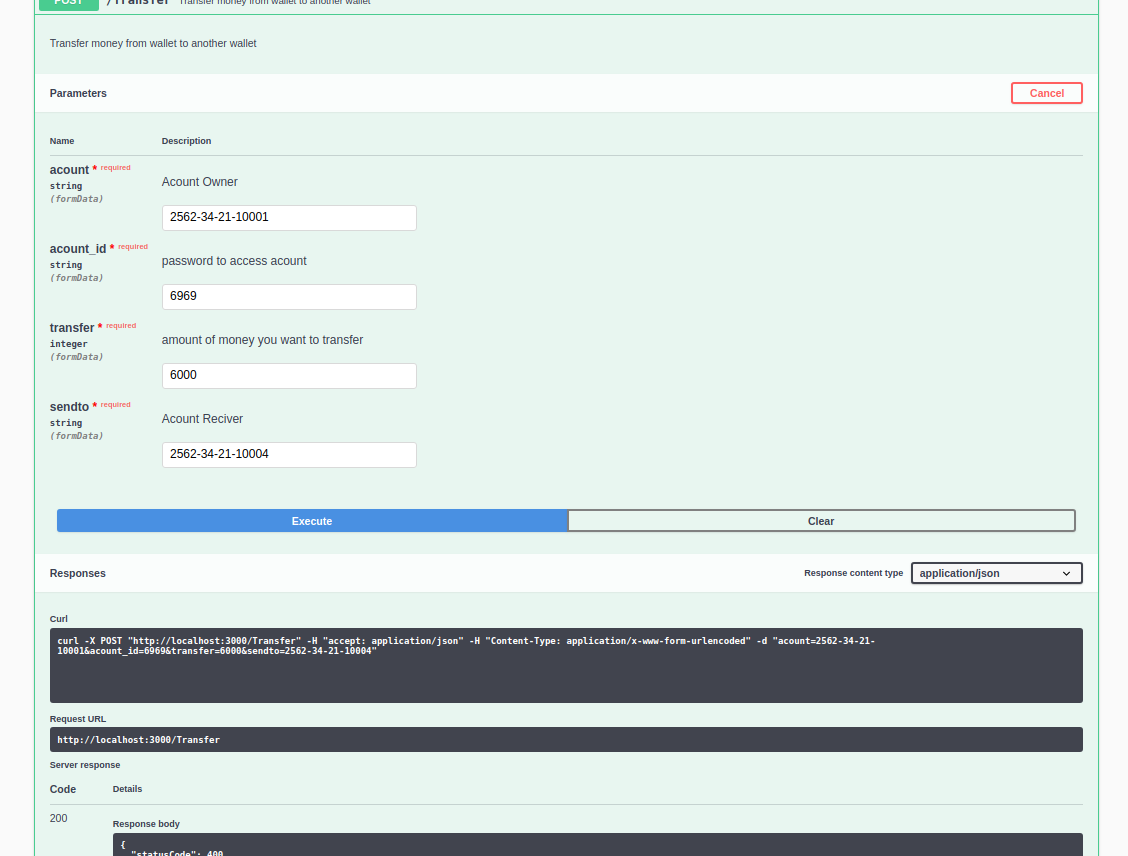 POST /Transfer Transfer money from wallet to another wallet
Transfer money from wallet to another wallet
Parameters
Cancel
Name Description
acount * required
string
(formData)
Acount Owner
2562-34-21-10001
acount_id * required
string
(formData)
password to access acount
6969
transfer * required
integer
(formData)
amount of money you want to transfer
6000
sendto * required
string
(formData)
Acount Reciver
2562-34-21-10004
Execute Clear
Responses Response content type application/json
Curl
curl -X POST "http://localhost:3000/Transfer" -H "accept: application/json" -H "Content-Type: application/x-www-form-urlencoded" -d "acount=2562-34-21-
10001&acount_id=6969&transfer=6000&sendto=2562-34-21-10004"
Request URL
http://localhost:3000/Transfer
Server response
Code Details
200
Response body
{
"statusCode": 400